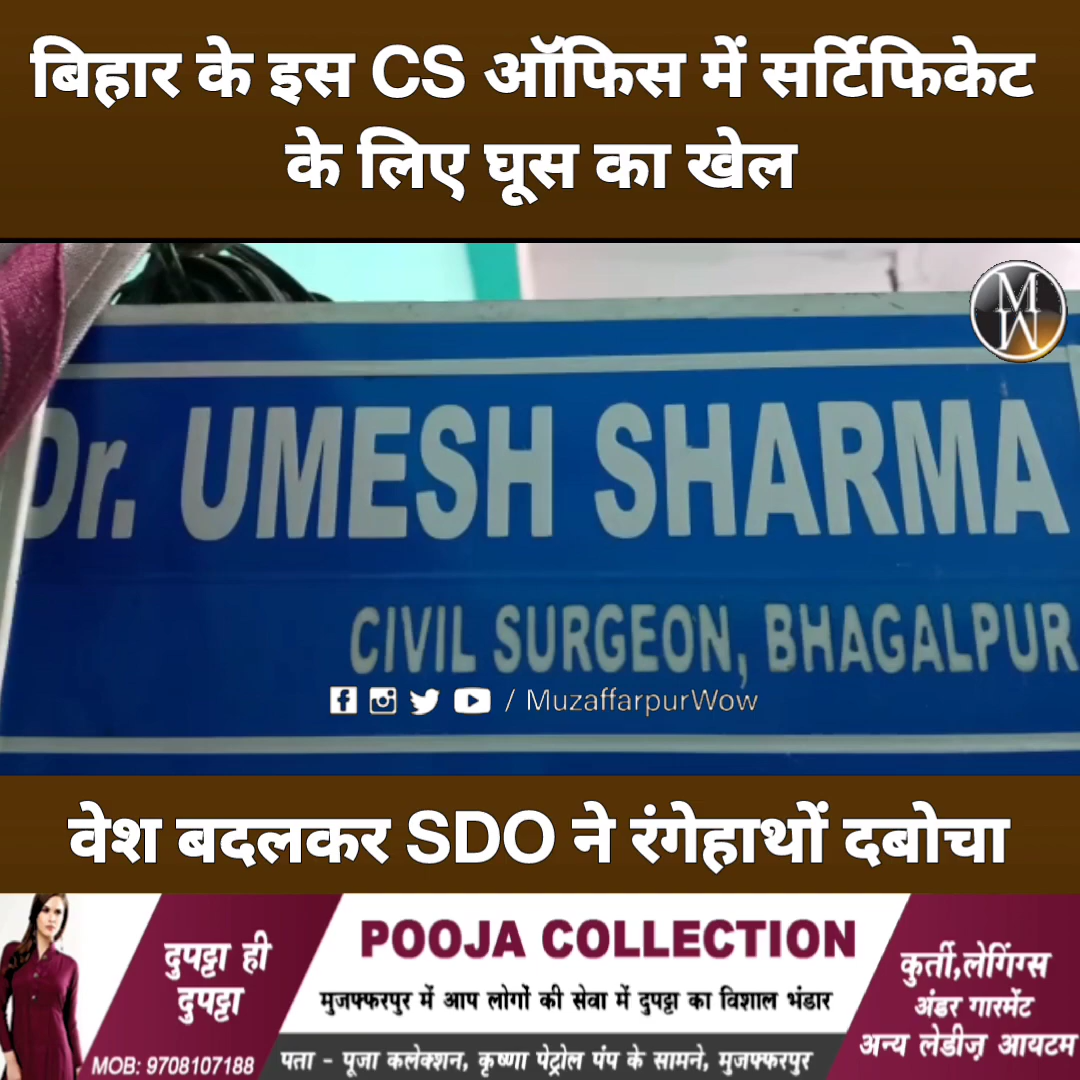 बिहार के इस CS ऑफिस में सर्टिफिकेट
के लिए घूस का खेल
M
M
Dr. UMESH SHARMA
CIVIL SURGEON, BHAGALPUR
/ MuzaffarpurWow
वेश बदलकर SDO ने रंगेहाथों दबोचा
दुपट्टा ही
दुपट्टा
MOB: 9708107188
POOJA COLLECTION
मुजफ्फरपुर में आप लोगों की सेवा में दुपट्टा का विशाल भंडार
पता - पूजा कलेक्शन, कृष्णा पेट्रोल पंप के सामने, मुजफ्फरपुर
कुर्ती,लेगिंग्स
अंडर गारमेंट
अन्य लेडीज़ आयटम